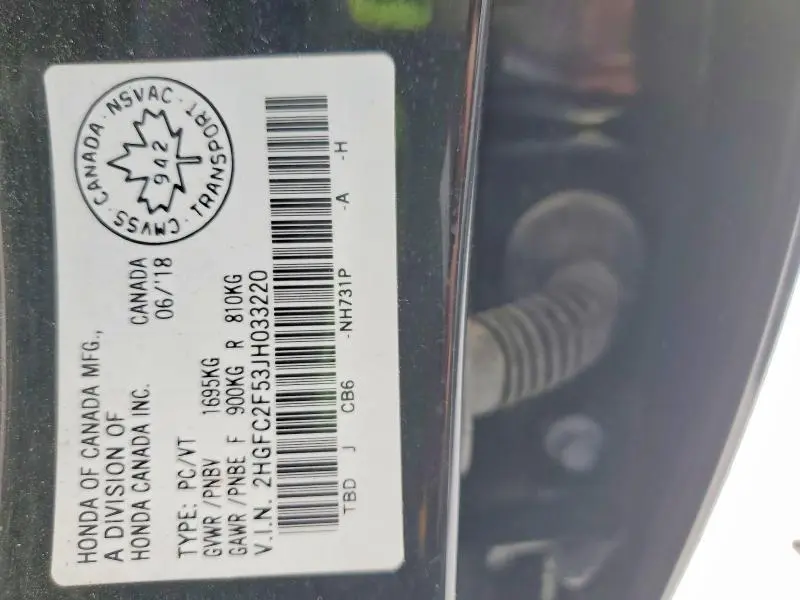 HONDA OF CANADA MFG.,
A DIVISION OF
HONDA CANADA INC.
CANADA
06/'18
CANADA · NSVAC · TRANSPORT · CMVSS ·
942
TYPE: PC/VT
GVWR/PNBV 1695KG
GAWR/PNBE F 900KG R 810KG
V.I.N. 2HGFC2F53JH033220
TBD J CB6 -NH731P -A -H